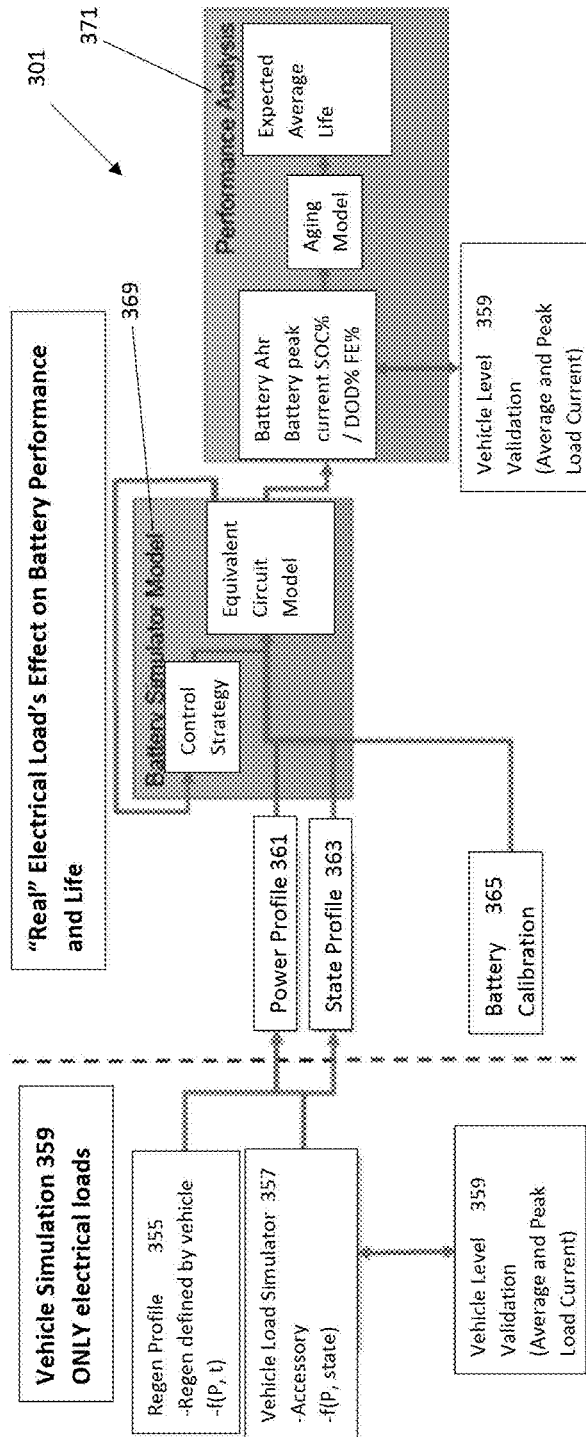 Vehicle Simulation 359
ONLY electrical loads
Regen Profile 355
-Regen defined by vehicle
-f(P, t)
Vehicle Load Simulator 357
-Accessory
-f(P, state)
Vehicle Level 359
Validation
(Average and Peak
Load Current)
"Real" Electrical Load's Effect on Battery Performance
and Life
Power Profile 361
State Profile 363
Battery 365
Calibration
369
Battery Simulator Model
Control
Strategy
Equivalent
Circuit
Model
301
371
Performance Analysis
Battery Ahr
Battery peak
current SOC%
/ DOD% FE%
Aging
Model
Expected
Average
Life
Vehicle Level 359
Validation
(Average and Peak
Load Current)